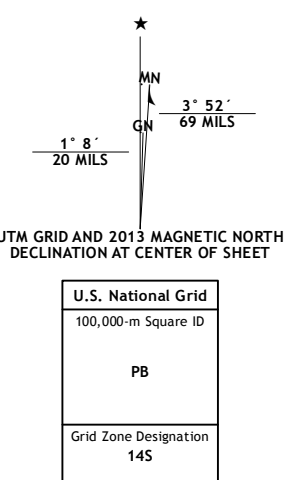 ★
MN
3° 52´
69 MILS
GN
1° 8´
20 MILS
UTM GRID AND 2013 MAGNETIC NORTH
DECLINATION AT CENTER OF SHEET
U.S. National Grid
100,000-m Square ID
PB
Grid Zone Designation
14S